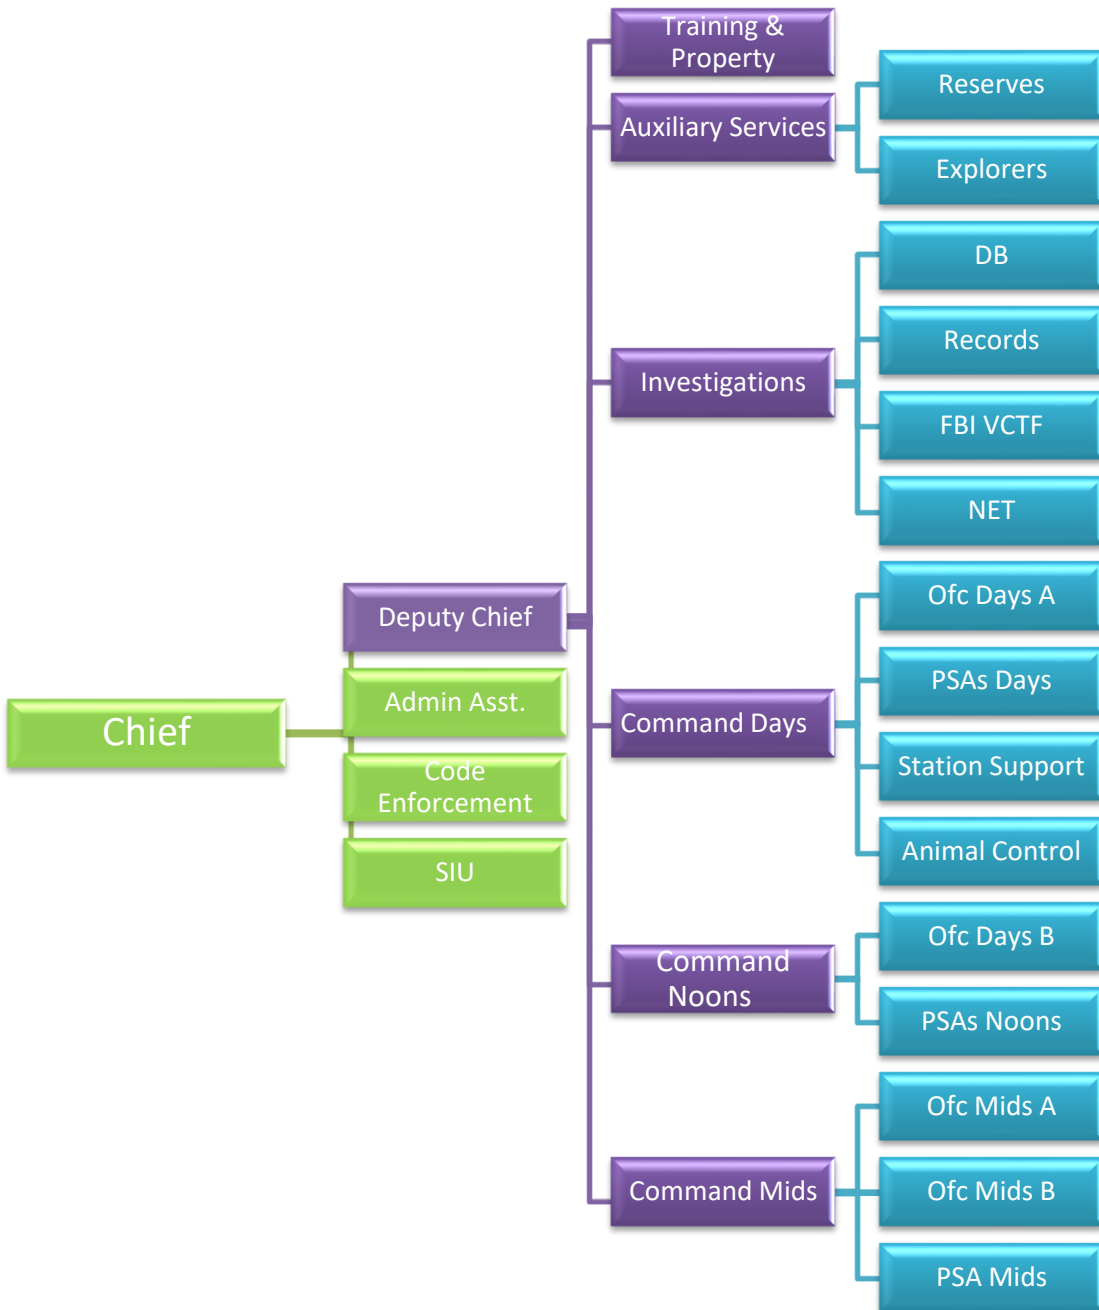 Training &
Property
Auxiliary Services
Reserves
Explorers
DB
Records
Investigations
FBI VCTF
NET
Deputy Chief
Admin Asst.
Chief
Code
Enforcement
SIU
Ofc Days A
PSAs Days
Command Days
Station Support
Animal Control
Ofc Days B
Command
Noons
PSAs Noons
Ofc Mids A
Command Mids
Ofc Mids B
PSA Mids